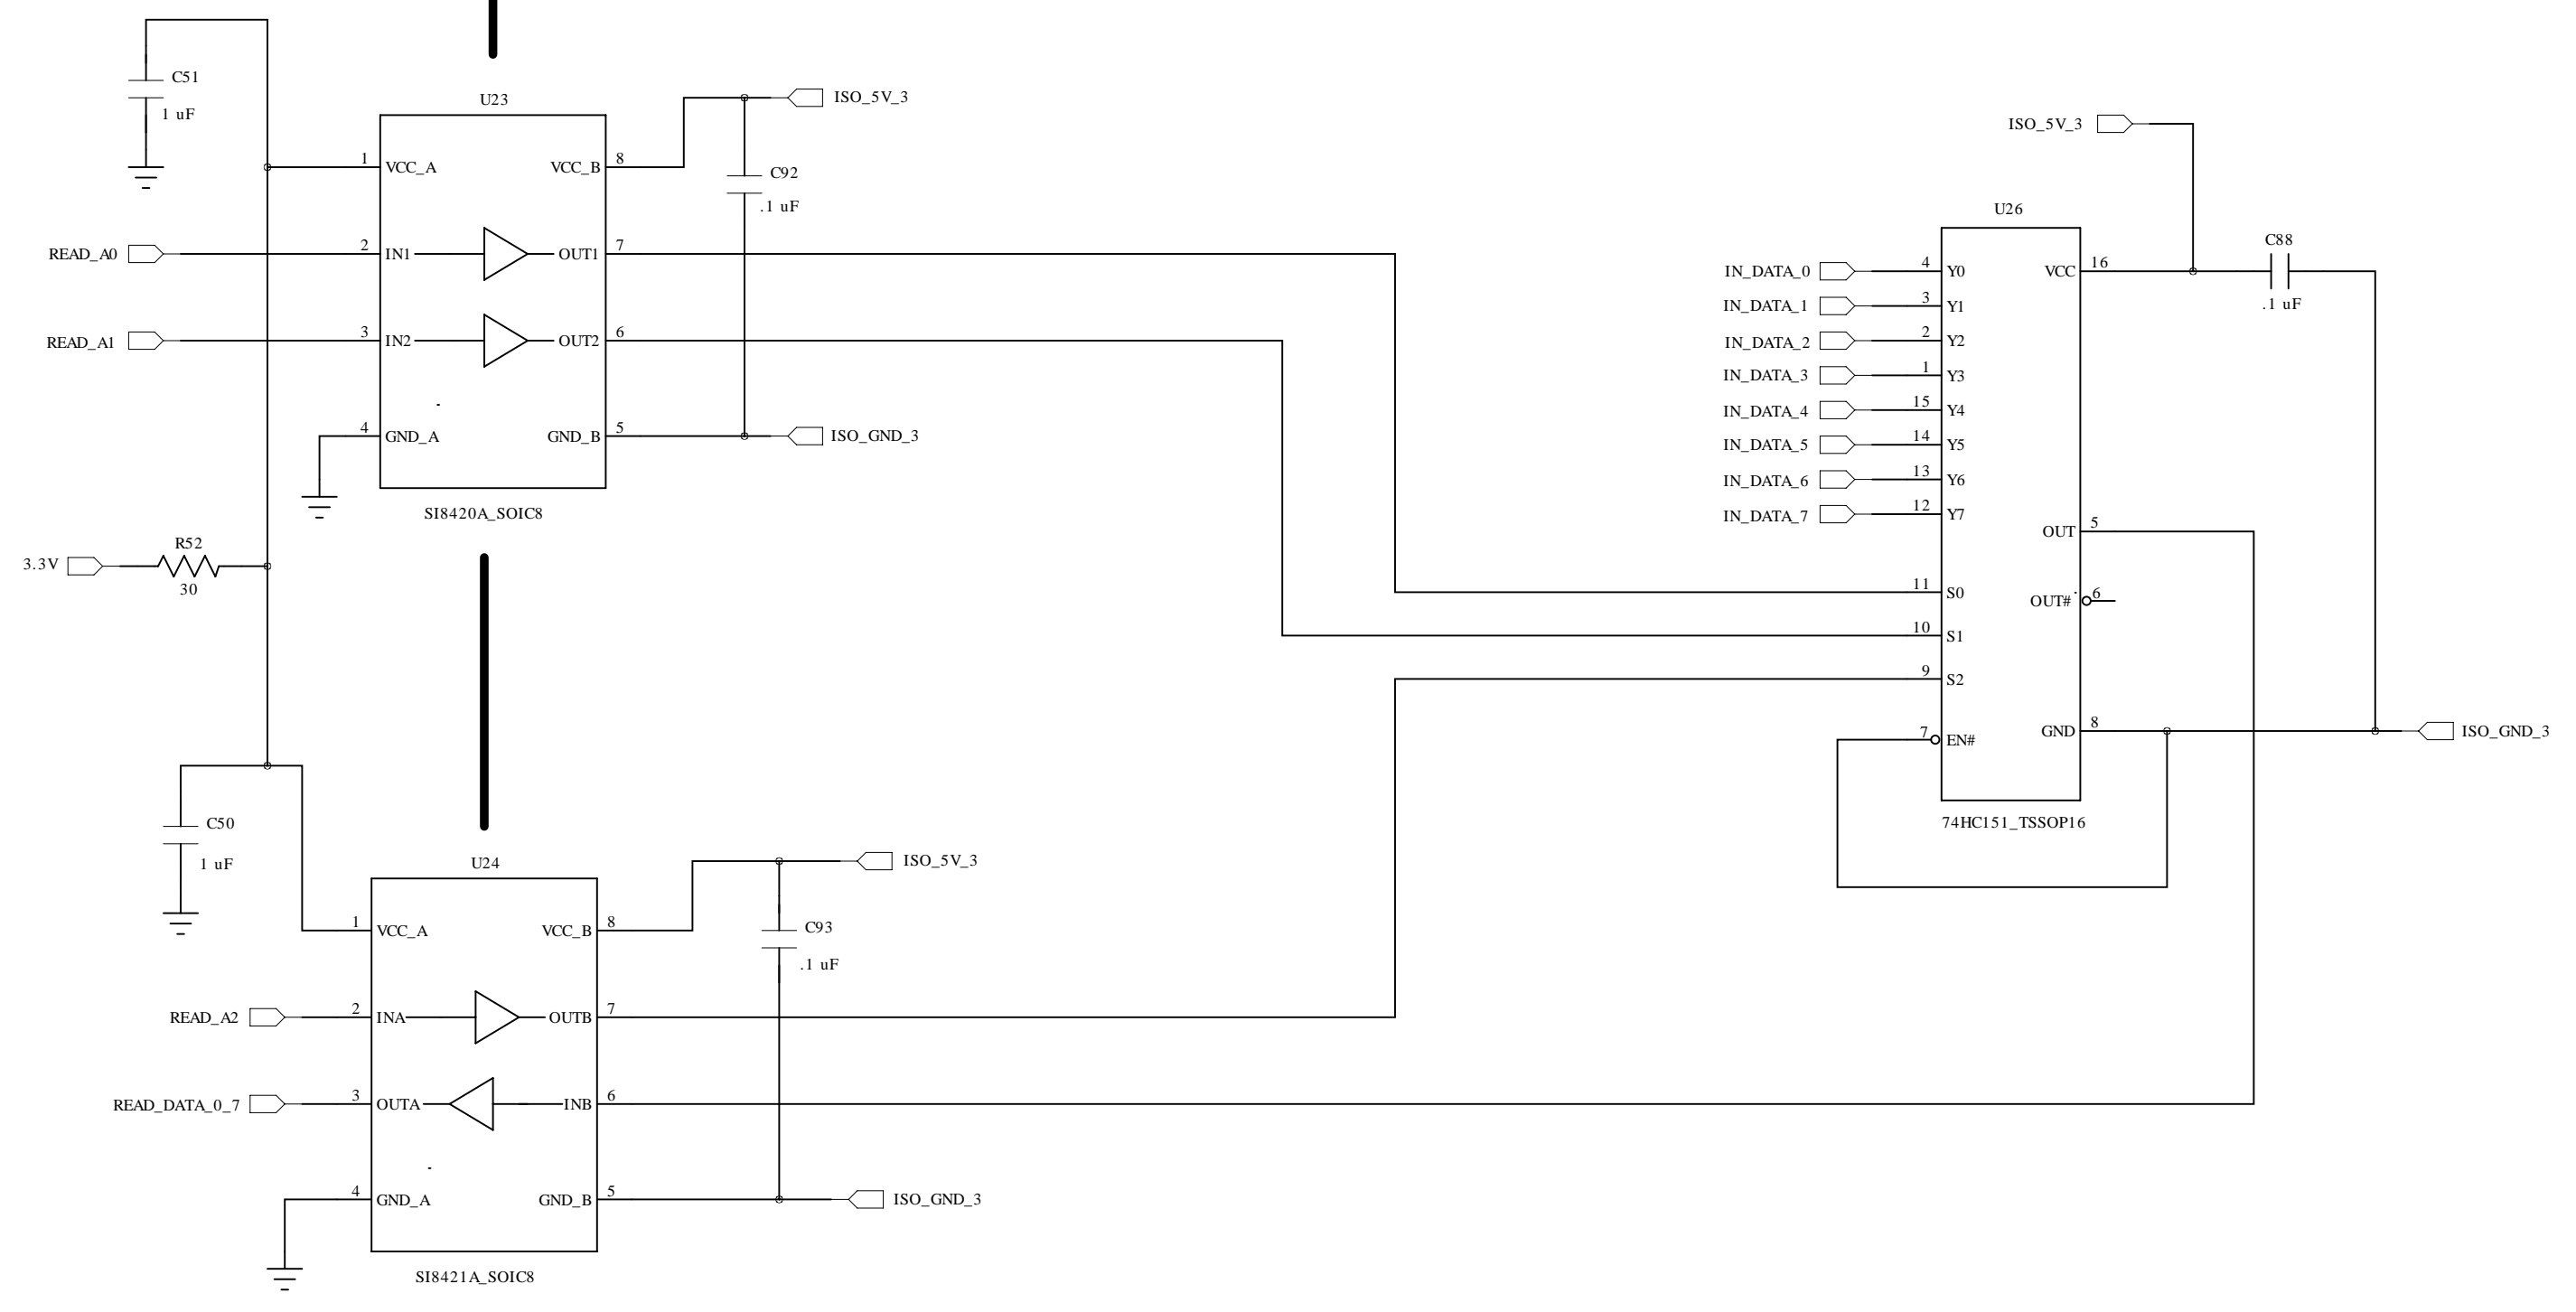 C51
1 uF
U23
ISO_5V_3
1 VCC_A VCC_B 8
C92
.1 uF
READ_A0 2 IN1 OUT1 7
READ_A1 3 IN2 OUT2 6
4 GND_A GND_B 5 ISO_GND_3
SI8420A_SOIC8
3.3V R52
30
C50
1 uF
U24
ISO_5V_3
1 VCC_A VCC_B 8
C93
.1 uF
READ_A2 2 INA OUTB 7
READ_DATA_0_7 3 OUTA INB 6
4 GND_A GND_B 5 ISO_GND_3
SI8421A_SOIC8
ISO_5V_3
U26
C88
.1 uF
IN_DATA_0 4 Y0 VCC 16
IN_DATA_1 3 Y1
IN_DATA_2 2 Y2
IN_DATA_3 1 Y3
IN_DATA_4 15 Y4
IN_DATA_5 14 Y5
IN_DATA_6 13 Y6
IN_DATA_7 12 Y7
OUT 5
11 S0
OUT# 6
10 S1
9 S2
GND 8 ISO_GND_3
7 EN#
74HC151_TSSOP16